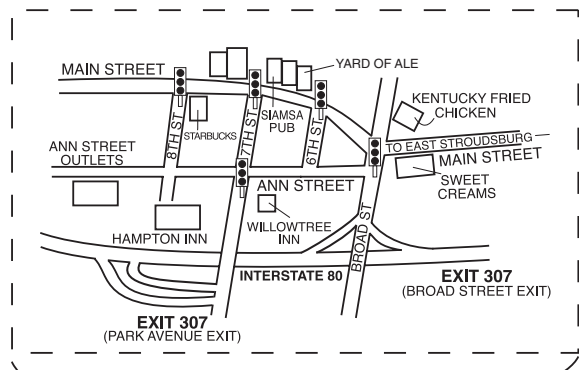 YARD OF ALE
MAIN STREET
KENTUCKY FRIED
CHICKEN
SIAMSA
PUB
STARBUCKS
8TH ST
7TH ST
6TH ST
TO EAST STROUDSBURG
MAIN STREET
ANN STREET
OUTLETS
SWEET
CREAMS
ANN STREET
HAMPTON INN
WILLOWTREE
INN
BROAD ST
INTERSTATE 80
EXIT 307
(BROAD STREET EXIT)
EXIT 307
(PARK AVENUE EXIT)